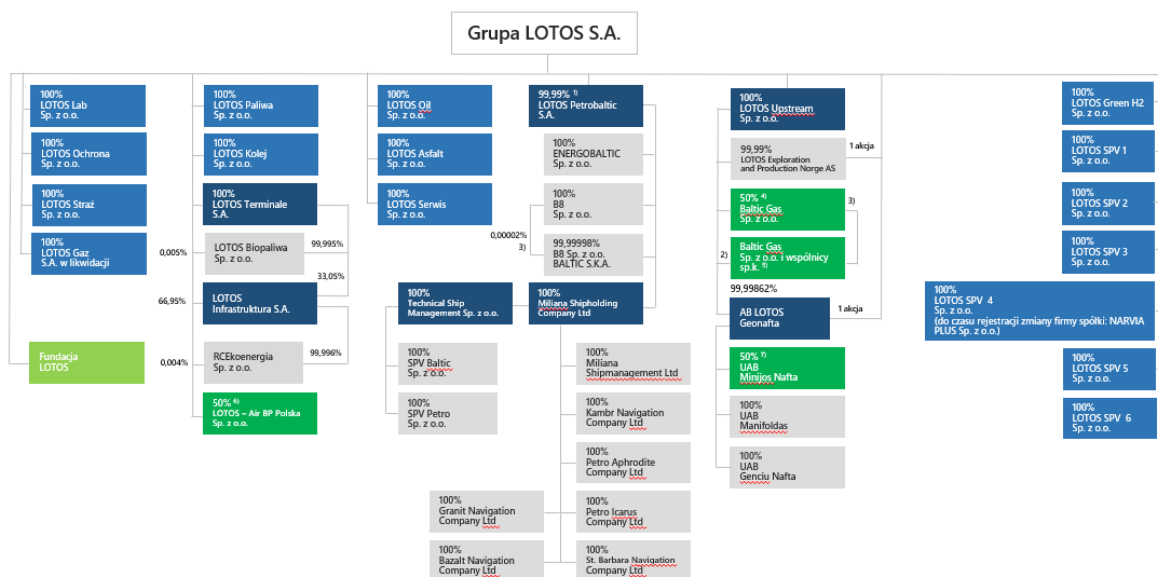 Grupa LOTOS S.A.
100%
LOTOS Lab
Sp. z o.o.
100%
LOTOS Ochrona
Sp. z o.o.
100%
LOTOS Straż
Sp. z o.o.
100%
LOTOS Gaz
S.A. w likwidacji
Fundacja
LOTOS
100%
LOTOS Paliwa
Sp. z o.o.
100%
LOTOS Kolej
Sp. z o.o.
100%
LOTOS Terminale
S.A.
0,005%
LOTOS Biopaliwa
Sp. z o.o.
99,995%
33,05%
66,95%
LOTOS
Infrastruktura S.A.
0,004%
RCEkoenergia
Sp. z o.o.
99,996%
50% 6)
LOTOS – Air BP Polska
Sp. z o.o.
100%
LOTOS Oil
Sp. z o.o.
100%
LOTOS Asfalt
Sp. z o.o.
100%
LOTOS Serwis
Sp. z o.o.
99,99% 1)
LOTOS Petrobaltic
S.A.
100%
ENERGOBALTIC
Sp. z o.o.
100%
B8
Sp. z o.o.
0,00002%
3)
99,99998%
B8 Sp. z o.o.
BALTIC S.K.A.
100%
Technical Ship
Management Sp. z o.o.
100%
Miliana Shipholding
Company Ltd
100%
SPV Baltic
Sp. z o.o.
100%
SPV Petro
Sp. z o.o.
100%
Miliana
Shipmanagement Ltd
100%
Kambr Navigation
Company Ltd
100%
Petro Aphrodite
Company Ltd
100%
Granit Navigation
Company Ltd
100%
Petro Icarus
Company Ltd
100%
Bazalt Navigation
Company Ltd
100%
St. Barbara Navigation
Company Ltd
100%
LOTOS Upstream
Sp. z o.o.
99,99%
LOTOS Exploration
and Production Norge AS
1 akcja
50% 4)
Baltic Gas
Sp. z o.o.
3)
2)
Baltic Gas
Sp. z o.o. i wspólnicy
sp.k. 5)
99,99862%
AB LOTOS
Geonafta
1 akcja
50% 7)
UAB
Minijos Nafta
100%
UAB
Manifoldas
100%
UAB
Genciu Nafta
100%
LOTOS Green H2
Sp. z o.o.
100%
LOTOS SPV 1
Sp. z o.o.
100%
LOTOS SPV 2
Sp. z o.o.
100%
LOTOS SPV 3
Sp. z o.o.
100%
LOTOS SPV 4
Sp. z o.o.
(do czasu rejestracji zmiany firmy spółki: NARVIA
PLUS Sp. z o.o.)
100%
LOTOS SPV 5
Sp. z o.o.
100%
LOTOS SPV 6
Sp. z o.o.